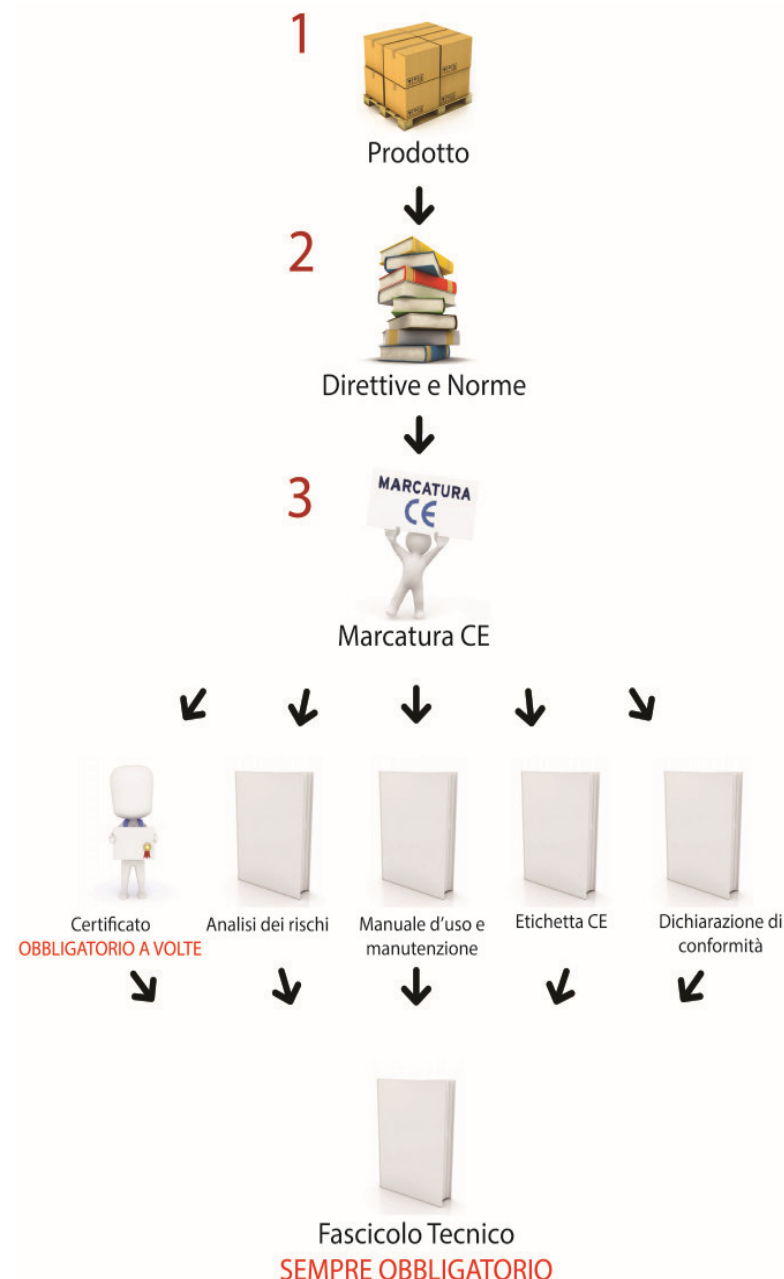 1
Prodotto
2
Direttive e Norme
3
MARCATURA
CE
Marcatura CE
Certificato
OBBLIGATORIO A VOLTE
Analisi dei rischi
Manuale d'uso e
manutenzione
Etichetta CE
Dichiarazione di
conformità
Fascicolo Tecnico
SEMPRE OBBLIGATORIO